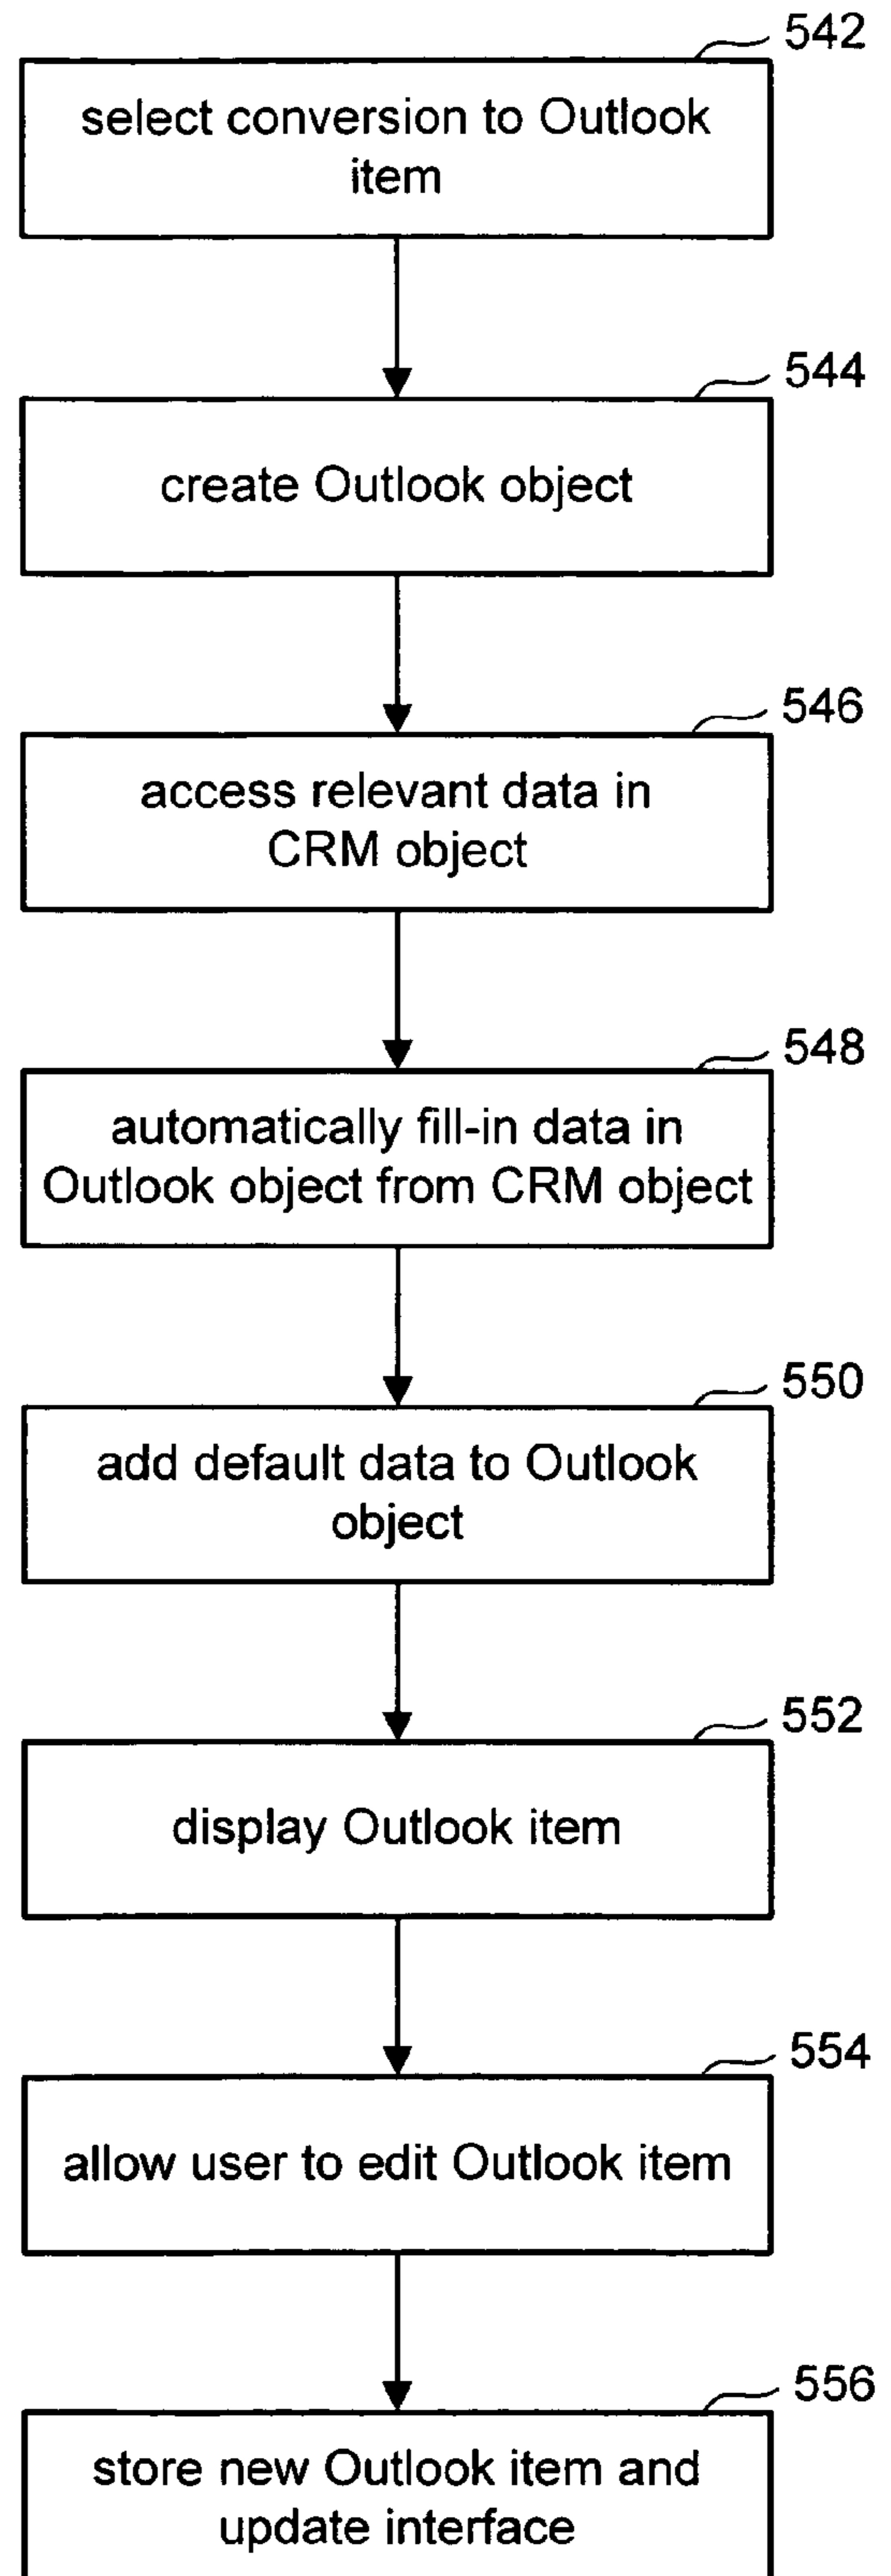 542
select conversion to Outlook
item
544
create Outlook object
546
access relevant data in
CRM object
548
automatically fill-in data in
Outlook object from CRM object
550
add default data to Outlook
object
552
display Outlook item
554
allow user to edit Outlook item
556
store new Outlook item and
update interface